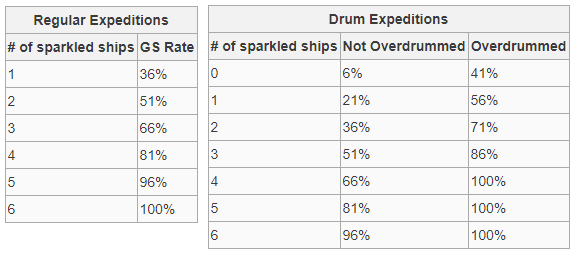 Regular Expeditions
# of sparkled ships GS Rate
1 36%
2 51%
3 66%
4 81%
5 96%
6 100%
Drum Expeditions
# of sparkled ships Not Overdrummed Overdrummed
0 6% 41%
1 21% 56%
2 36% 71%
3 51% 86%
4 66% 100%
5 81% 100%
6 96% 100%